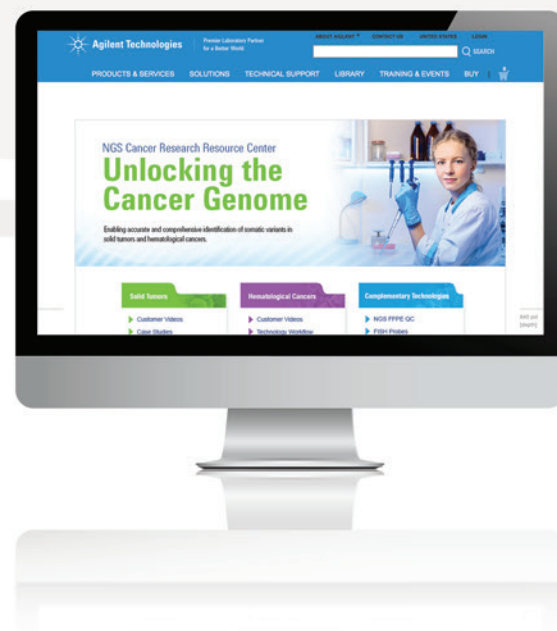 Agilent Technologies
Premier Laboratory Partner
for a Better World
ABOUT AGILENT CONTACT US UNITED STATES LOGIN
SEARCH
PRODUCTS & SERVICES SOLUTIONS TECHNICAL SUPPORT LIBRARY TRAINING & EVENTS BUY
NGS Cancer Research Resource Center
Unlocking the
Cancer Genome
Enabling accurate and comprehensive identification of somatic variants in
solid tumors and hematological cancers.
Solid Tumors
Customer Videos
Case Studies
Hematological Cancers
Customer Videos
Technology Workflow
Complementary Technologies
NGS FFPE QC
FISH Probes